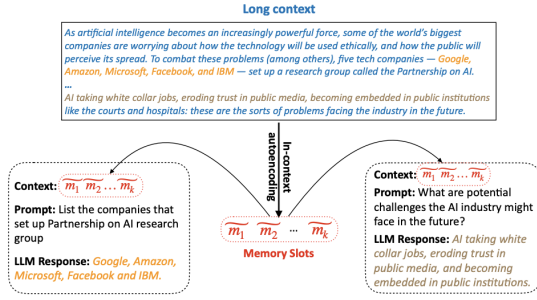 Long context
As artificial intelligence becomes an increasingly powerful force, some of the world's biggest
companies are worrying about how the technology will be used ethically, and how the public will
perceive its spread. To combat these problems (among others), five tech companies — Google,
Amazon, Microsoft, Facebook, and IBM — set up a research group called the Partnership on AI.
...
AI taking white collar jobs, eroding trust in public media, becoming embedded in public institutions
like the courts and hospitals: these are the sorts of problems facing the industry in the future.
In-context
autoencoding
Context: m̃₁ m̃₂ … m̃ₖ
Prompt: List the companies that
set up Partnership on AI research
group
LLM Response: Google, Amazon,
Microsoft, Facebook and IBM.
m̃₁ m̃₂ ... m̃ₖ
Memory Slots
Context: m̃₁ m̃₂ … m̃ₖ
Prompt: What are potential
challenges the AI industry might
face in the future?
LLM Response: AI taking white
collar jobs, eroding trust in
public media, and becoming
embedded in public institutions.